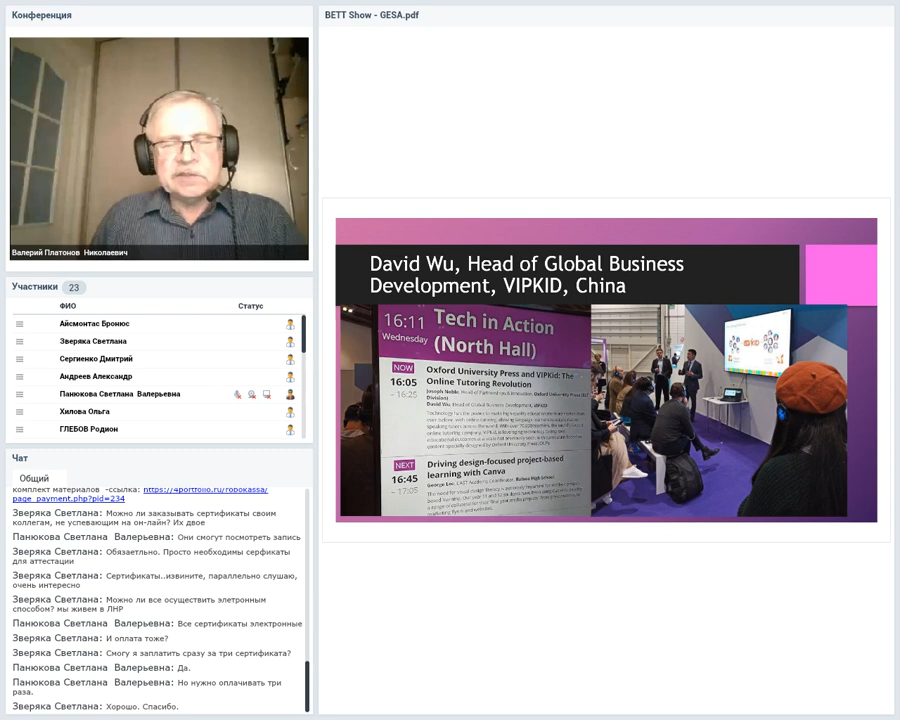 Конференция
Валерий Платонов Николаевич
Участники 23
ФИО Статус
Айсмонтас Бронюс
Зверяка Светлана
Сергиенко Дмитрий
Андреев Александр
Панюкова Светлана Валерьевна
Хилова Ольга
ГЛЕБОВ Родион
Чат
Общий
комплект материалов -ссылка: https://4portfolio.ru/robokassa/
page_payment.php?pid=234
Зверяка Светлана: Можно ли заказывать сертификаты своим
коллегам, не успевающим на он-лайн? Их двое
Панюкова Светлана Валерьевна: Они смогут посмотреть запись
Зверяка Светлана: Обязаетльно. Просто необходимы серфикаты
для аттестации
Зверяка Светлана: Сертификаты..извините, параллельно слушаю,
очень интересно
Зверяка Светлана: Можно ли все осуществить элетронным
способом? мы живем в ЛНР
Панюкова Светлана Валерьевна: Все сертификаты электронные
Зверяка Светлана: И оплата тоже?
Зверяка Светлана: Смогу я заплатить сразу за три сертификата?
Панюкова Светлана Валерьевна: Да.
Панюкова Светлана Валерьевна: Но нужно оплачивать три
раза.
Зверяка Светлана: Хорошо. Спасибо.
BETT Show - GESA.pdf
David Wu, Head of Global Business
Development, VIPKID, China
16:11
Wednesday
Tech in Action
(North Hall)
NOW
16:05
- 16:25
Oxford University Press and VIPKid: The
Online Tutoring Revolution
NEXT
16:45
- 17:05
Driving design-focused project-based
learning with Canva